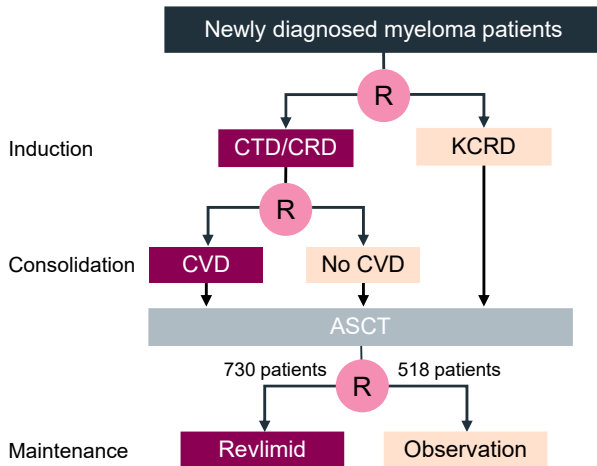 Newly diagnosed myeloma patients
R
Induction
CTD/CRD
KCRD
R
Consolidation
CVD
No CVD
ASCT
730 patients
518 patients
R
Maintenance
Revlimid
Observation